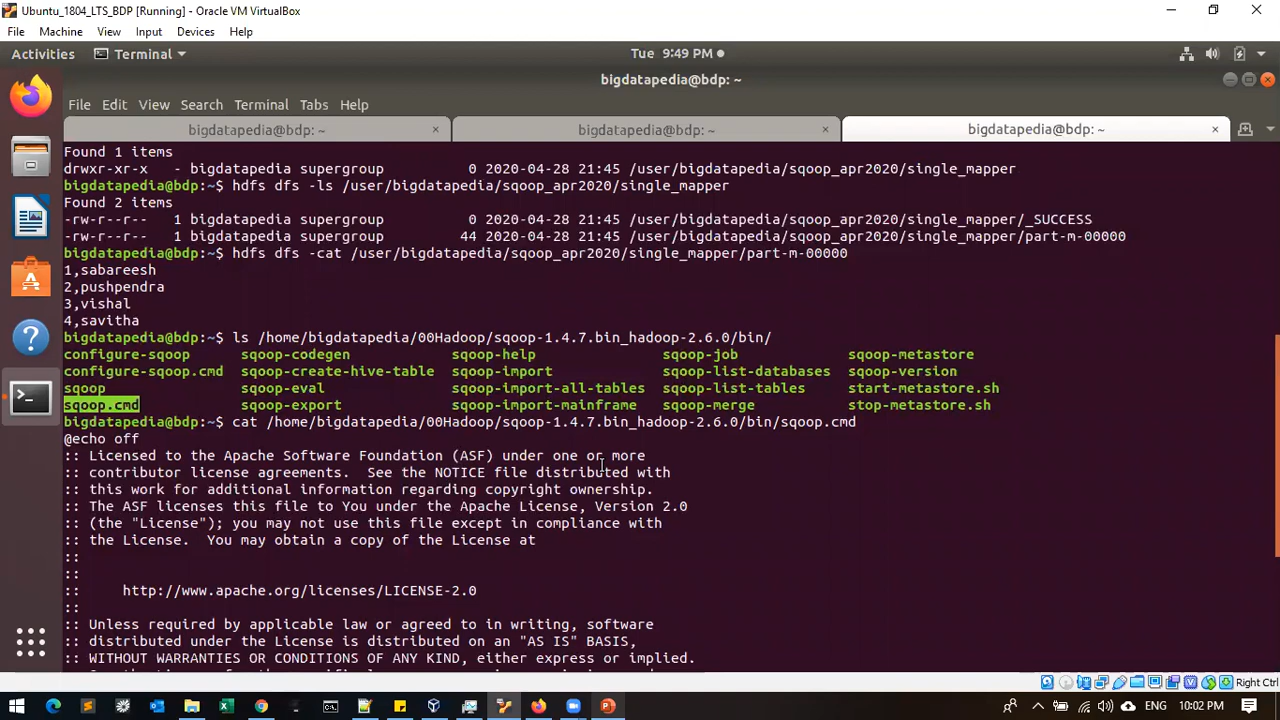 Ubuntu_1804_LTS_BDP [Running] - Oracle VM VirtualBox
File Machine View Input Devices Help
Activities Terminal Tue 9:49 PM
bigdatapedia@bdp: ~
File Edit View Search Terminal Tabs Help
bigdatapedia@bdp: ~ × bigdatapedia@bdp: ~ × bigdatapedia@bdp: ~ ×
Found 1 items
drwxr-xr-x   - bigdatapedia supergroup          0 2020-04-28 21:45 /user/bigdatapedia/sqoop_apr2020/single_mapper
bigdatapedia@bdp:~$ hdfs dfs -ls /user/bigdatapedia/sqoop_apr2020/single_mapper
Found 2 items
-rw-r--r--   1 bigdatapedia supergroup          0 2020-04-28 21:45 /user/bigdatapedia/sqoop_apr2020/single_mapper/_SUCCESS
-rw-r--r--   1 bigdatapedia supergroup         44 2020-04-28 21:45 /user/bigdatapedia/sqoop_apr2020/single_mapper/part-m-00000
bigdatapedia@bdp:~$ hdfs dfs -cat /user/bigdatapedia/sqoop_apr2020/single_mapper/part-m-00000
1,sabareesh
2,pushpendra
3,vishal
4,savitha
bigdatapedia@bdp:~$ ls /home/bigdatapedia/00Hadoop/sqoop-1.4.7.bin_hadoop-2.6.0/bin/
configure-sqoop      sqoop-codegen            sqoop-help               sqoop-job             sqoop-metastore
configure-sqoop.cmd  sqoop-create-hive-table  sqoop-import             sqoop-list-databases  sqoop-version
sqoop                sqoop-eval               sqoop-import-all-tables  sqoop-list-tables     start-metastore.sh
sqoop.cmd            sqoop-export             sqoop-import-mainframe   sqoop-merge           stop-metastore.sh
bigdatapedia@bdp:~$ cat /home/bigdatapedia/00Hadoop/sqoop-1.4.7.bin_hadoop-2.6.0/bin/sqoop.cmd
@echo off
:: Licensed to the Apache Software Foundation (ASF) under one or more
:: contributor license agreements.  See the NOTICE file distributed with
:: this work for additional information regarding copyright ownership.
:: The ASF licenses this file to You under the Apache License, Version 2.0
:: (the "License"); you may not use this file except in compliance with
:: the License.  You may obtain a copy of the License at
::
::
::     http://www.apache.org/licenses/LICENSE-2.0
::
:: Unless required by applicable law or agreed to in writing, software
:: distributed under the License is distributed on an "AS IS" BASIS,
:: WITHOUT WARRANTIES OR CONDITIONS OF ANY KIND, either express or implied.
Right Ctrl
ENG 10:02 PM